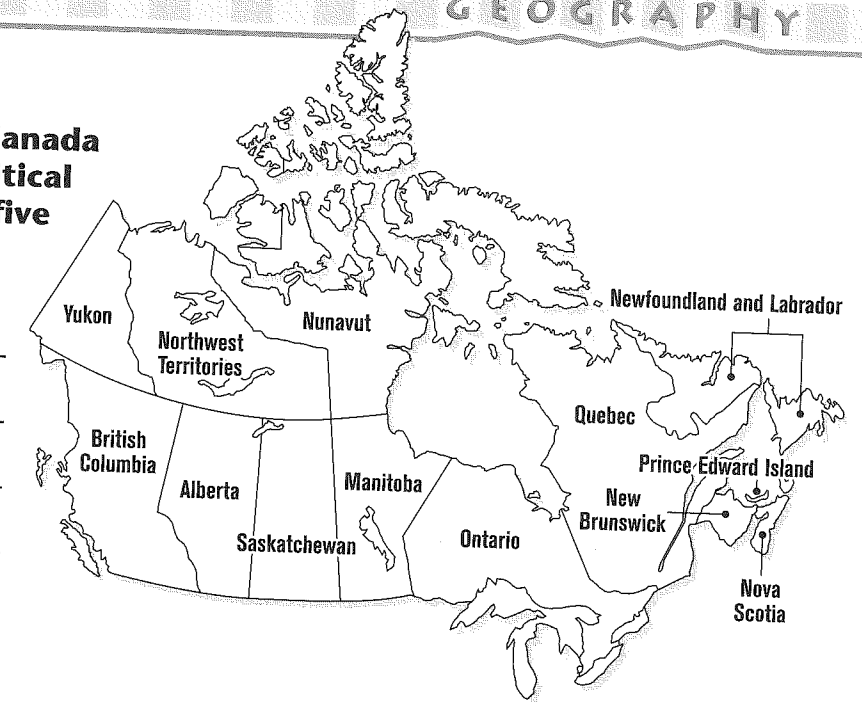 GEOGRAPHY
anada
tical
five
Newfoundland and Labrador
Yukon
Nunavut
Northwest
Territories
Quebec
British
Columbia
Prince Edward Island
Alberta
Manitoba
New
Brunswick
Saskatchewan
Ontario
Nova
Scotia